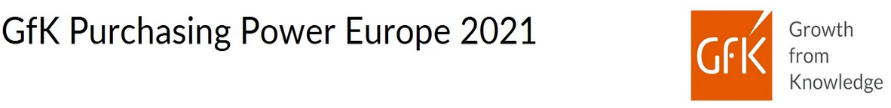 GfK Purchasing Power Europe 2021
GfK
Growth
from
Knowledge